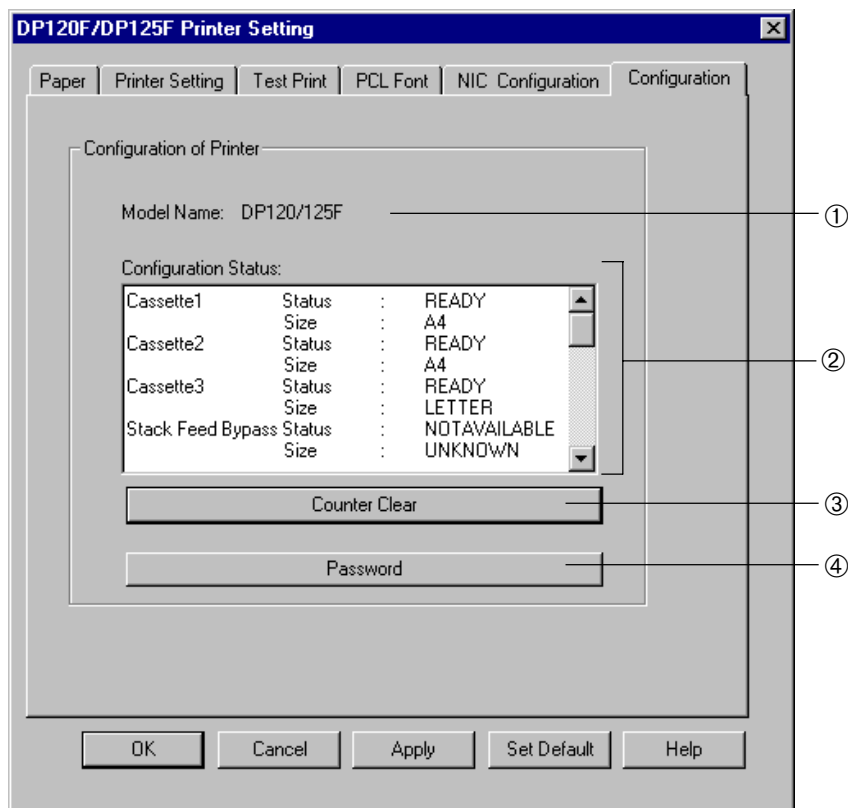 DP120F/DP125F Printer Setting
Paper Printer Setting Test Print PCL Font NIC Configuration Configuration
Configuration of Printer
Model Name: DP120/125F ①
Configuration Status:
Cassette1 Status : READY
Size : A4
Cassette2 Status : READY
Size : A4
②
Cassette3 Status : READY
Size : LETTER
Stack Feed Bypass Status : NOTAVAILABLE
Size : UNKNOWN
Counter Clear ③
Password ④
OK Cancel Apply Set Default Help